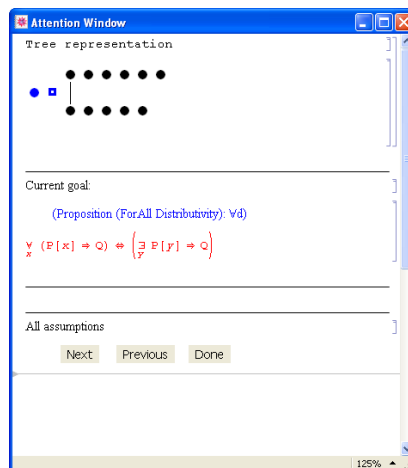 Attention Window
Tree representation
Current goal:
(Proposition (ForAll Distributivity): ∀d)
∀ (P[x] ⇒ Q) ⇔ (∃ P[y] ⇒ Q)
x y
All assumptions
Next Previous Done
125%